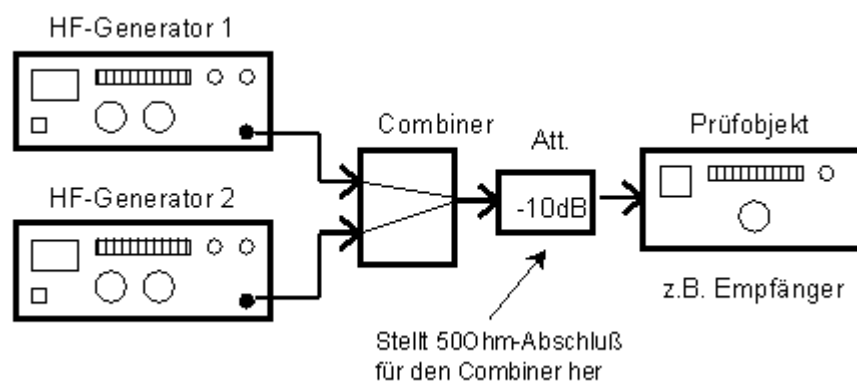 HF-Generator 1
Combiner
Att.
Prüfobjekt
HF-Generator 2
-10dB
z.B. Empfänger
Stellt 50Ohm-Abschluß
für den Combiner her